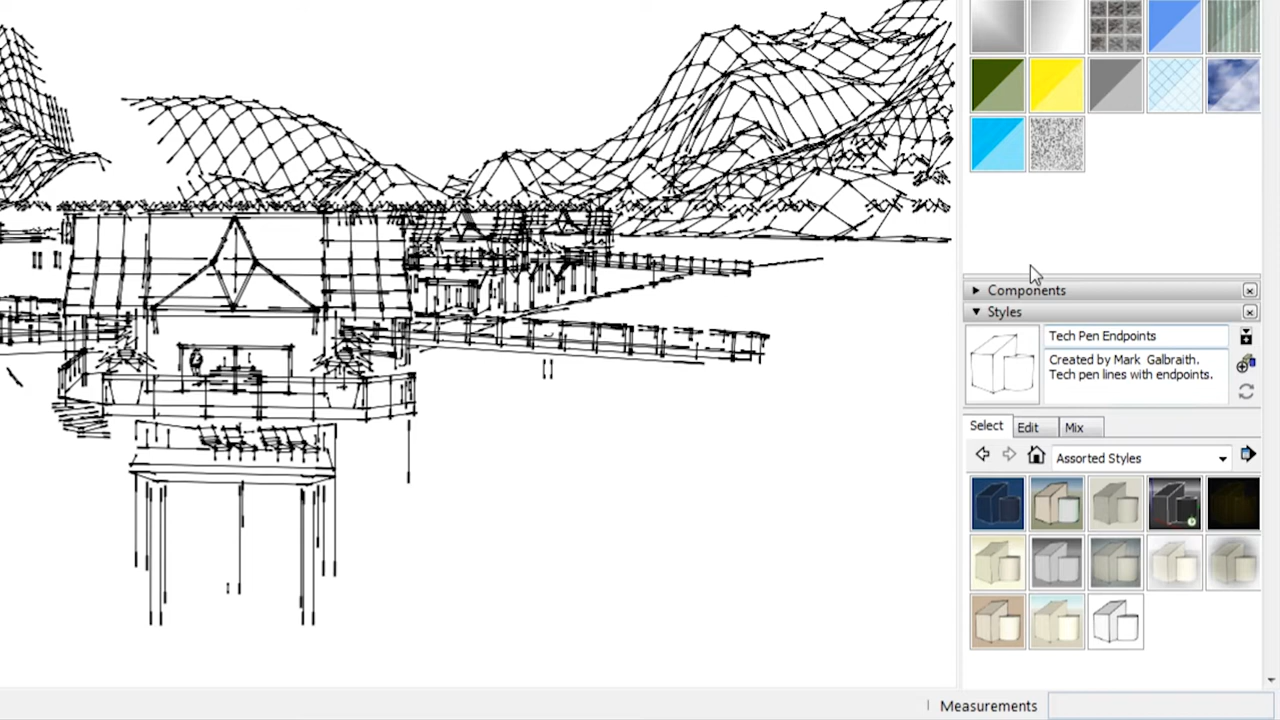 Components
Styles
Tech Pen Endpoints
Created by Mark Galbraith.
Tech pen lines with endpoints.
Select Edit Mix
Assorted Styles
Measurements